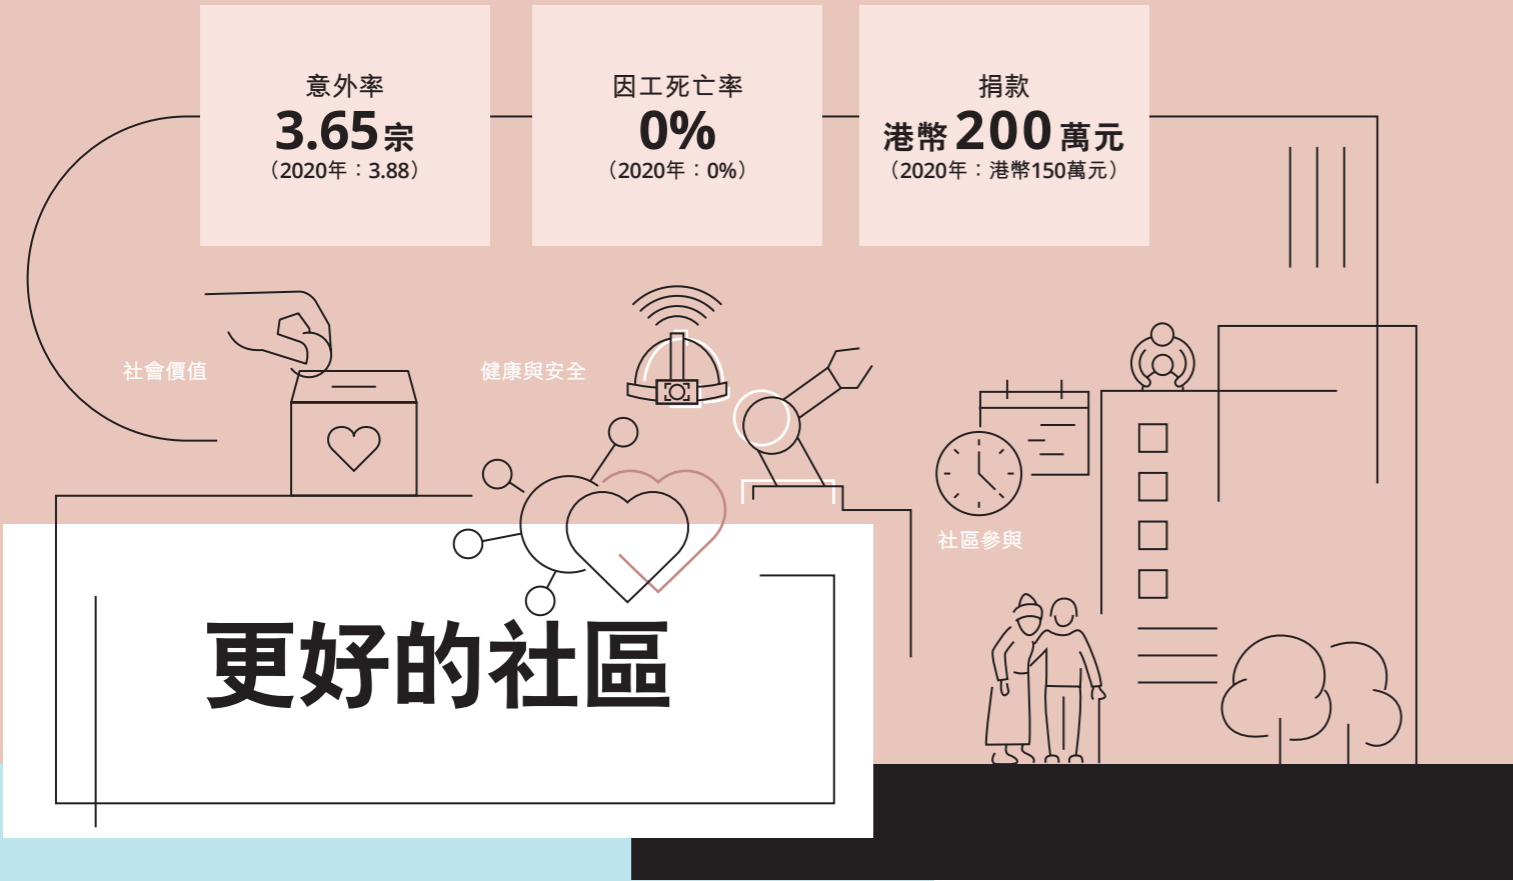 意外率
3.65宗
（2020年：3.88）
因工死亡率
0%
（2020年：0%）
捐款
港幣200萬元
（2020年：港幣150萬元）
社會價值
健康與安全
社區參與
更好的社區